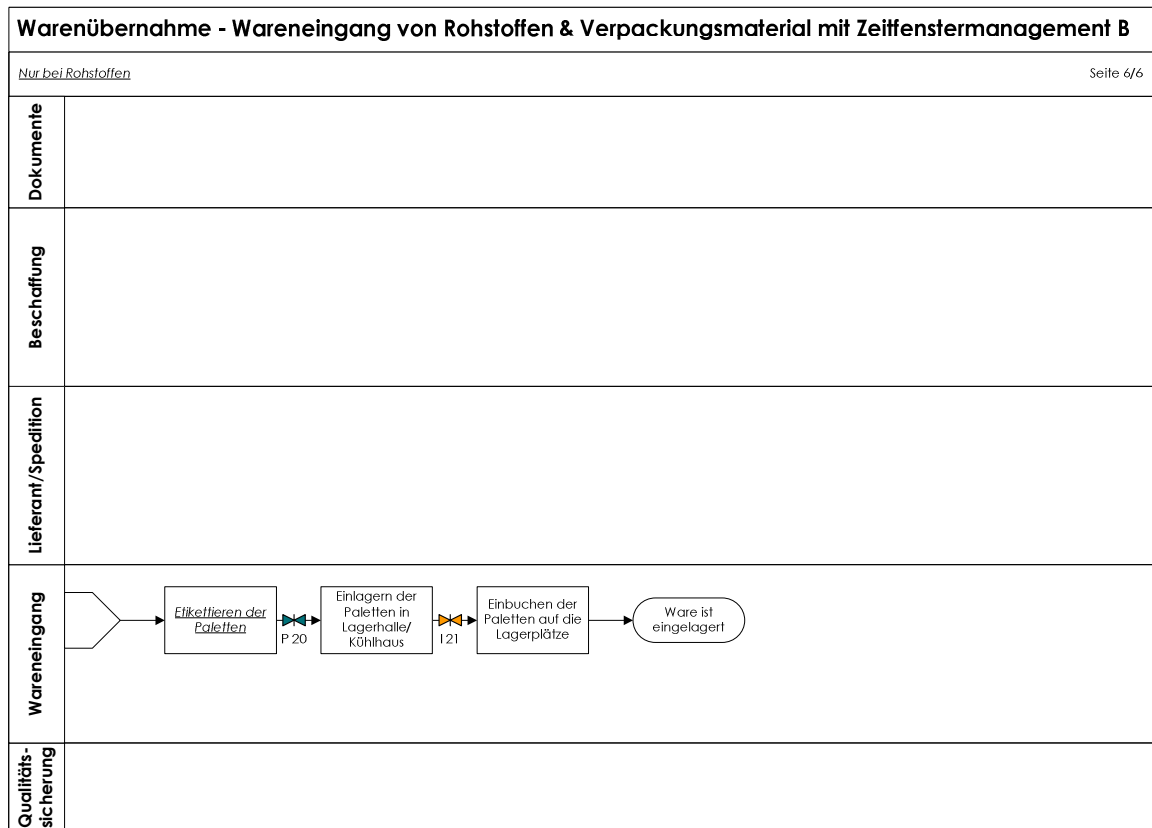 Warenübernahme - Wareneingang von Rohstoffen & Verpackungsmaterial mit Zeitfenstermanagement B
Nur bei Rohstoffen
Seite 6/6
Dokumente
Beschaffung
Lieferant/Spedition
Wareneingang
Etikettieren der
Paletten
P 20
Einlagern der
Paletten in
Lagerhalle/
Kühlhaus
I 21
Einbuchen der
Paletten auf die
Lagerplätze
Ware ist
eingelagert
Qualitäts-
sicherung